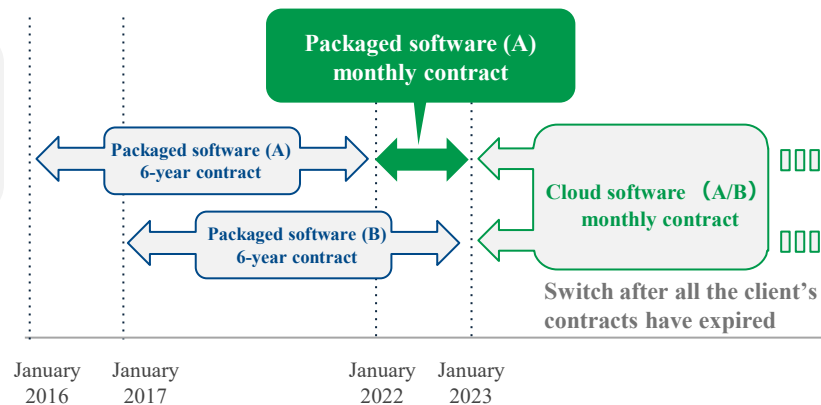 Packaged software (A)
monthly contract
Packaged software (A)
6-year contract
Packaged software (B)
6-year contract
Cloud software （A/B）
monthly contract
Switch after all the client’s
contracts have expired
January
2016
January
2017
January
2022
January
2023